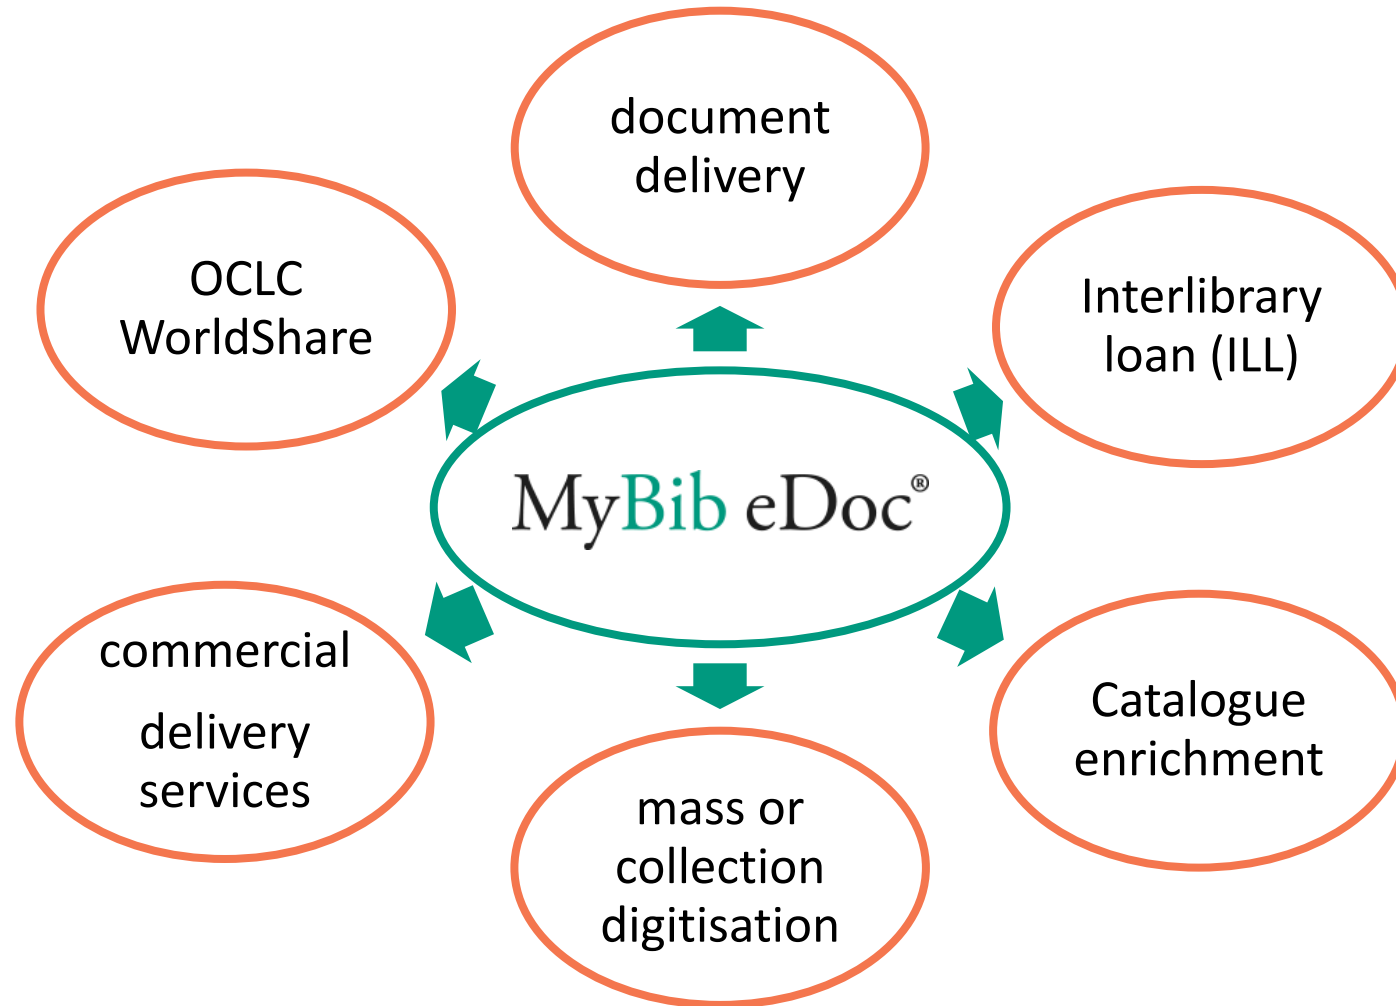 document
delivery
OCLC
WorldShare
Interlibrary
loan (ILL)
MyBib eDoc®
commercial
delivery
services
Catalogue
enrichment
mass or
collection
digitisation